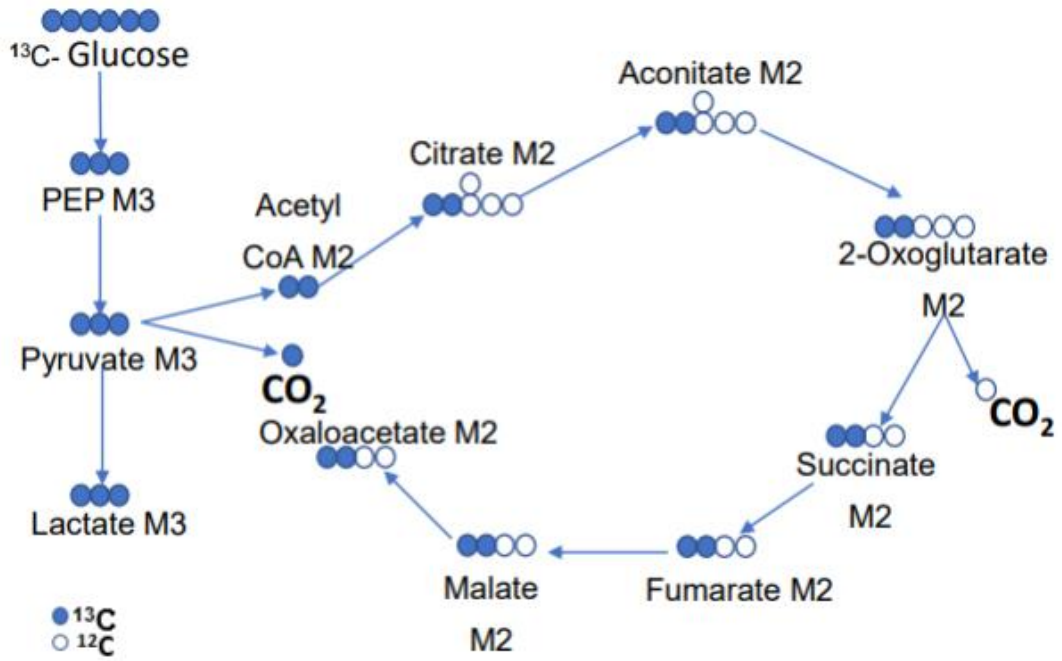 ¹³C- Glucose
PEP M3
Pyruvate M3
Lactate M3
Acetyl
CoA M2
CO₂
Citrate M2
Aconitate M2
2-Oxoglutarate
M2
CO₂
Succinate
M2
Fumarate M2
Malate
M2
Oxaloacetate M2
¹³C
¹²C